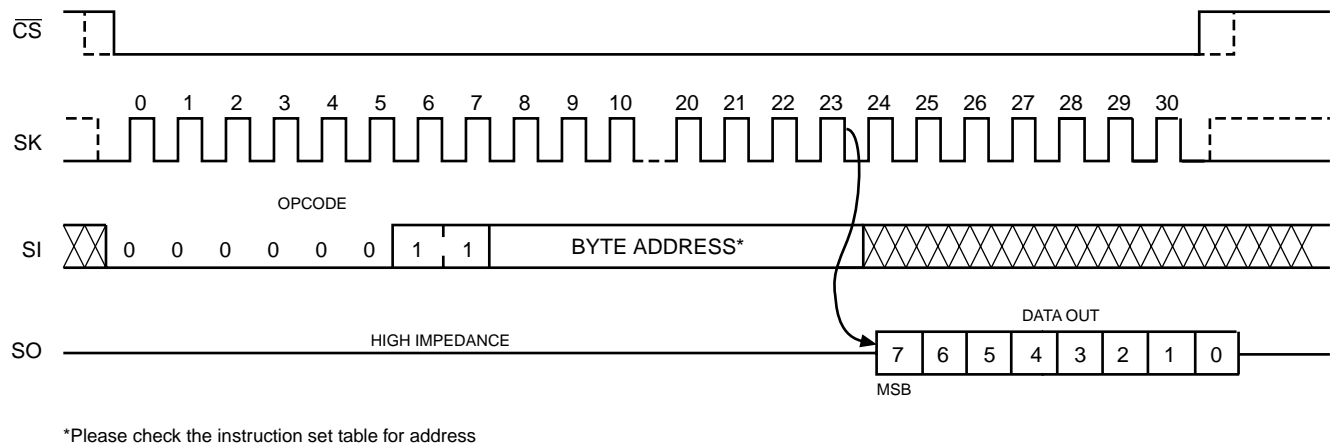 CS
0 1 2 3 4 5 6 7 8 9 10 20 21 22 23 24 25 26 27 28 29 30
SK
OPCODE
SI 0 0 0 0 0 0 1 1 BYTE ADDRESS*
DATA OUT
HIGH IMPEDANCE
SO 7 6 5 4 3 2 1 0
MSB
*Please check the instruction set table for address